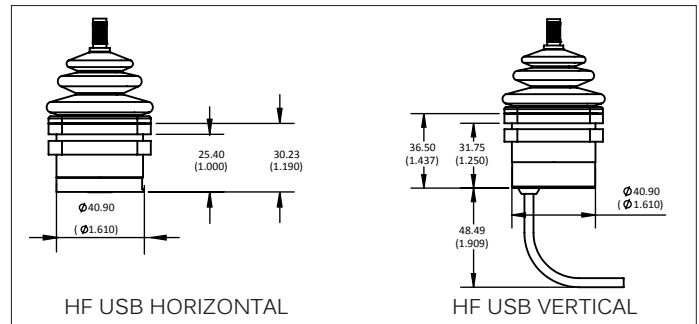 25.40
(1.000)
30.23
(1.190)
Ø40.90
(Ø1.610)
HF USB HORIZONTAL
36.50
(1.437)
31.75
(1.250)
Ø40.90
(Ø1.610)
48.49
(1.909)
HF USB VERTICAL